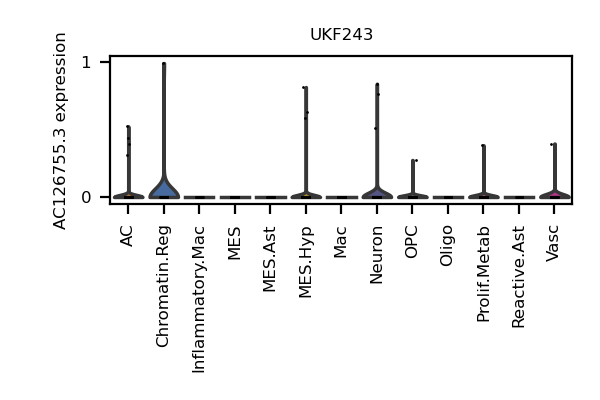 UKF243
AC126755.3 expression
1
0
AC
Chromatin.Reg
Inflammatory.Mac
MES
MES.Ast
MES.Hyp
Mac
Neuron
OPC
Oligo
Prolif.Metab
Reactive.Ast
Vasc